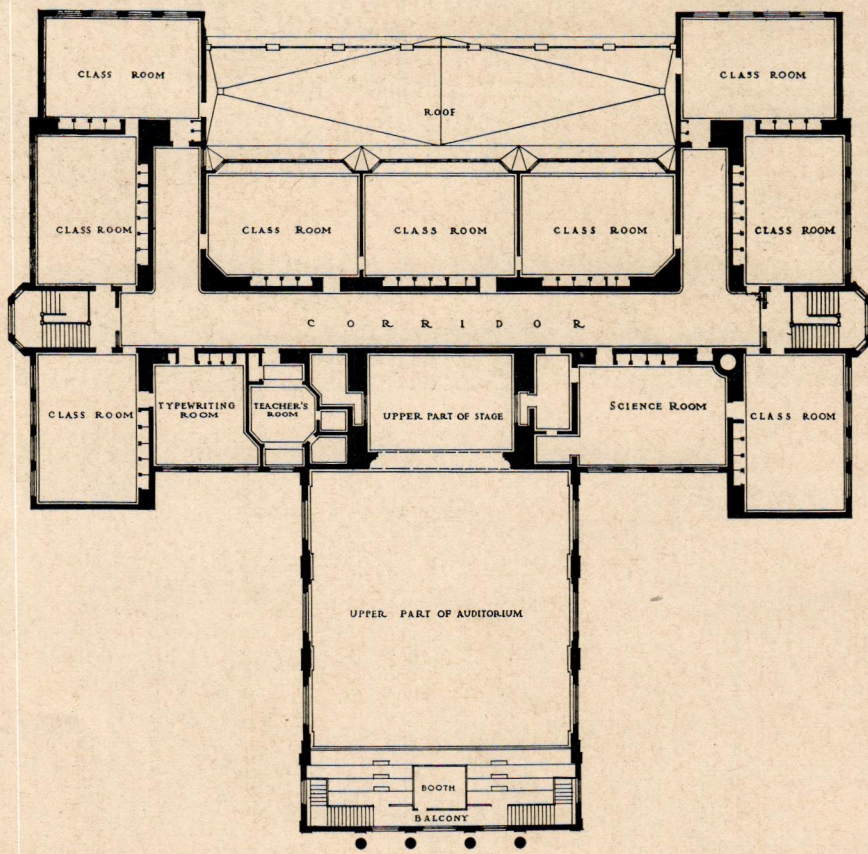 CLASS ROOM
CLASS ROOM
ROOF
CLASS ROOM
CLASS ROOM
CLASS ROOM
CLASS ROOM
CLASS ROOM
CORRIDOR
CLASS ROOM
TYPEWRITING
ROOM
TEACHER'S
ROOM
UPPER PART OF STAGE
SCIENCE ROOM
CLASS ROOM
UPPER PART OF AUDITORIUM
BOOTH
BALCONY